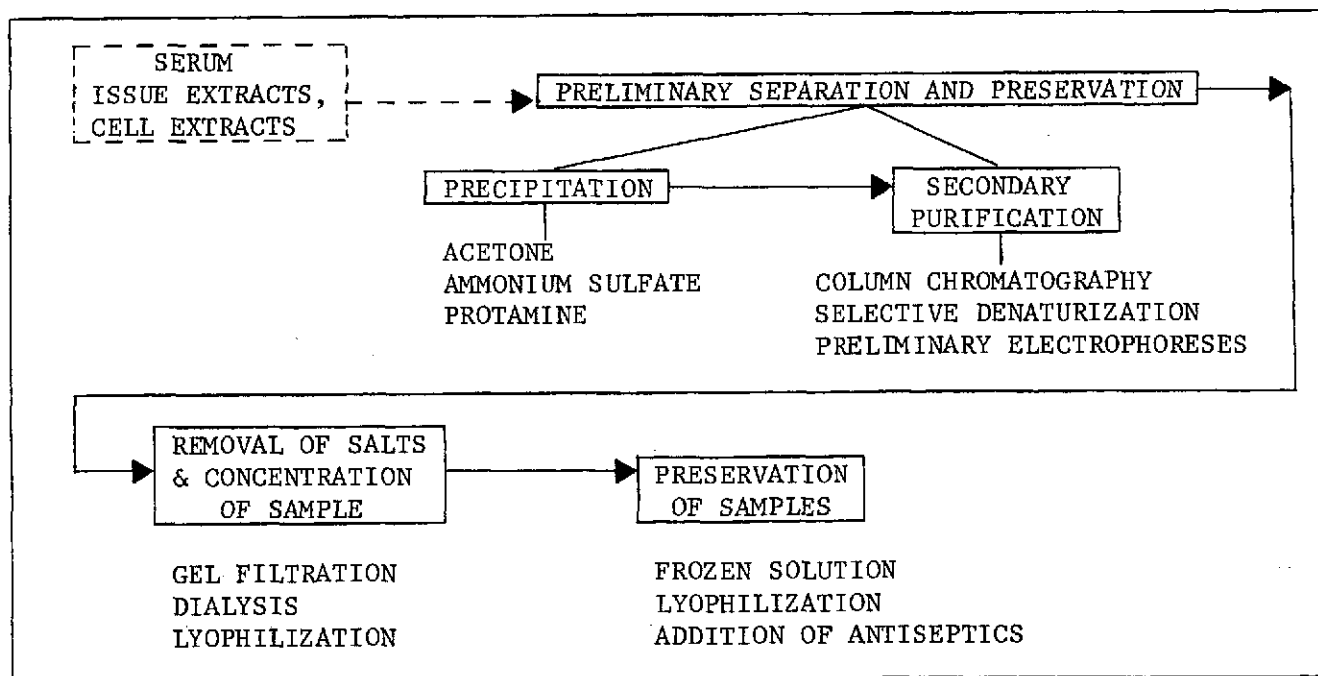 SERUM
ISSUE EXTRACTS,
CELL EXTRACTS
PRELIMINARY SEPARATION AND PRESERVATION
PRECIPITATION
SECONDARY
PURIFICATION
ACETONE
AMMONIUM SULFATE
PROTAMINE
COLUMN CHROMATOGRAPHY
SELECTIVE DENATURIZATION
PRELIMINARY ELECTROPHORESES
REMOVAL OF SALTS
& CONCENTRATION
OF SAMPLE
PRESERVATION
OF SAMPLES
GEL FILTRATION
DIALYSIS
LYOPHILIZATION
FROZEN SOLUTION
LYOPHILIZATION
ADDITION OF ANTISEPTICS